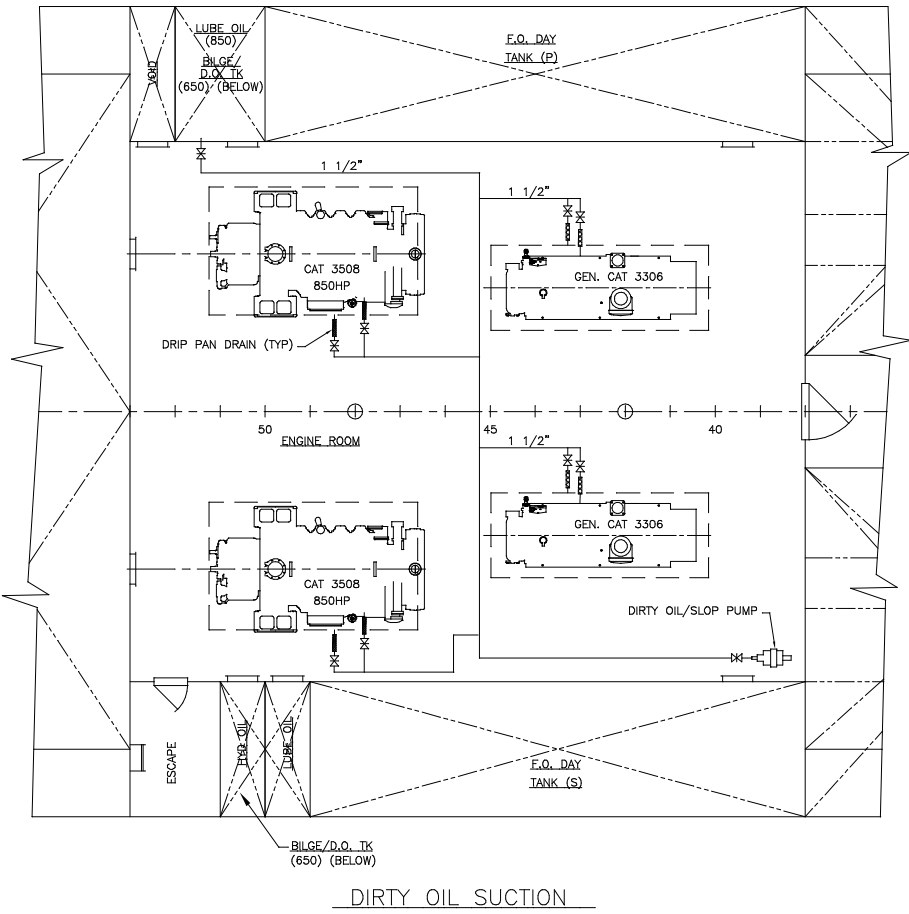 LUBE OIL
(850)
BILGE/
D.O. TK
(650) (BELOW)
F.O. DAY
TANK (P)
1 1/2"
1 1/2"
CAT 3508
850HP
GEN. CAT 3306
DRIP PAN DRAIN (TYP)
50
45
40
ENGINE ROOM
1 1/2"
GEN. CAT 3306
CAT 3508
850HP
DIRTY OIL/SLOP PUMP
ESCAPE
HYD OIL
LUBE OIL
F.O. DAY
TANK (S)
BILGE/D.O. TK
(650) (BELOW)
DIRTY OIL SUCTION